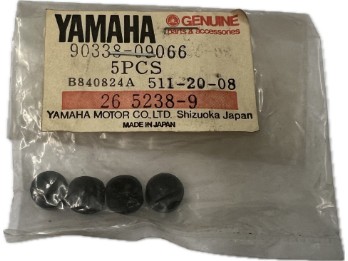 YAMAHA GENUINE
parts & accessories
90338-09066
5PCS
B840824A 511-20-08
26 5238-9
YAMAHA MOTOR CO.,LTD. Shizuoka Japan
MADE IN JAPAN